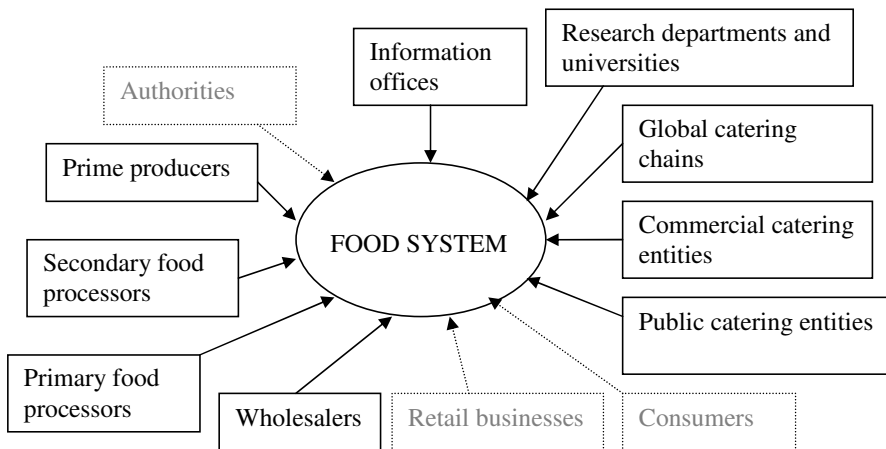 Information
offices
Research departments and
universities
Authorities
Global catering
chains
Prime producers
FOOD SYSTEM
Commercial catering
entities
Secondary food
processors
Public catering entities
Primary food
processors
Wholesalers
Retail businesses
Consumers